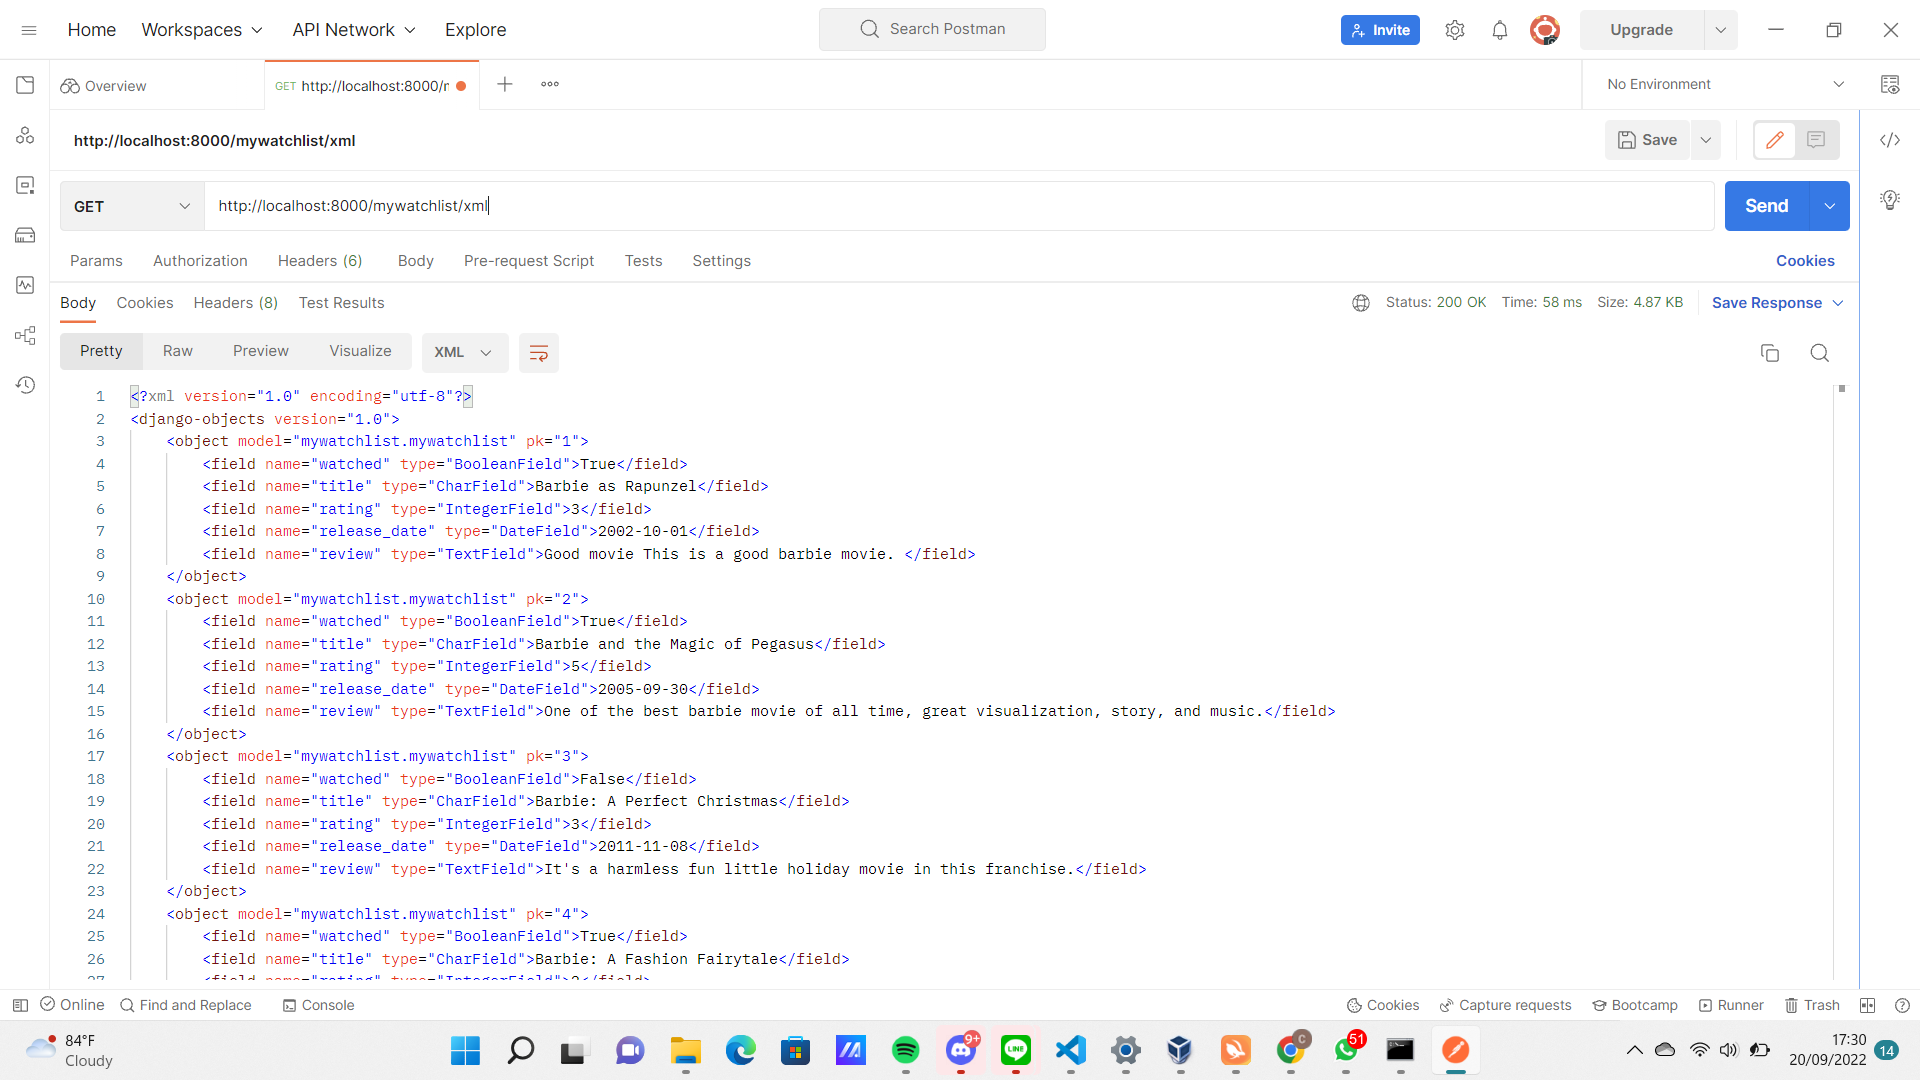 Home Workspaces API Network Explore Search Postman Invite Upgrade
Overview GET http://localhost:8000/m No Environment
http://localhost:8000/mywatchlist/xml Save
GET http://localhost:8000/mywatchlist/xml Send
Params Authorization Headers (6) Body Pre-request Script Tests Settings Cookies
Body Cookies Headers (8) Test Results Status: 200 OK Time: 58 ms Size: 4.87 KB Save Response
Pretty Raw Preview Visualize XML
1 <?xml version="1.0" encoding="utf-8"?>
2 <django-objects version="1.0">
3 <object model="mywatchlist.mywatchlist" pk="1">
4 <field name="watched" type="BooleanField">True</field>
5 <field name="title" type="CharField">Barbie as Rapunzel</field>
6 <field name="rating" type="IntegerField">3</field>
7 <field name="release_date" type="DateField">2002-10-01</field>
8 <field name="review" type="TextField">Good movie This is a good barbie movie. </field>
9 </object>
10 <object model="mywatchlist.mywatchlist" pk="2">
11 <field name="watched" type="BooleanField">True</field>
12 <field name="title" type="CharField">Barbie and the Magic of Pegasus</field>
13 <field name="rating" type="IntegerField">5</field>
14 <field name="release_date" type="DateField">2005-09-30</field>
15 <field name="review" type="TextField">One of the best barbie movie of all time, great visualization, story, and music.</field>
16 </object>
17 <object model="mywatchlist.mywatchlist" pk="3">
18 <field name="watched" type="BooleanField">False</field>
19 <field name="title" type="CharField">Barbie: A Perfect Christmas</field>
20 <field name="rating" type="IntegerField">3</field>
21 <field name="release_date" type="DateField">2011-11-08</field>
22 <field name="review" type="TextField">It's a harmless fun little holiday movie in this franchise.</field>
23 </object>
24 <object model="mywatchlist.mywatchlist" pk="4">
25 <field name="watched" type="BooleanField">True</field>
26 <field name="title" type="CharField">Barbie: A Fashion Fairytale</field>
Online Find and Replace Console Cookies Capture requests Bootcamp Runner Trash
84°F 9+ LINE C 51 17:30
Cloudy 20/09/2022 14